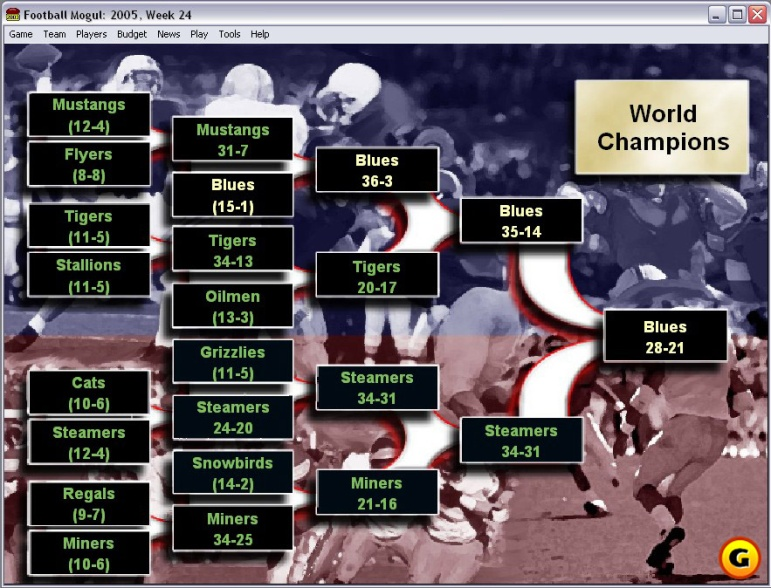 Football Mogul: 2005, Week 24
Game Team Players Budget News Play Tools Help
Mustangs
(12-4)
Flyers
(8-8)
Tigers
(11-5)
Stallions
(11-5)
Cats
(10-6)
Steamers
(12-4)
Regals
(9-7)
Miners
(10-6)
Mustangs
31-7
Blues
(15-1)
Tigers
34-13
Oilmen
(13-3)
Grizzlies
(11-5)
Steamers
24-20
Snowbirds
(14-2)
Miners
34-25
Blues
36-3
Tigers
20-17
Steamers
34-31
Miners
21-16
Blues
35-14
Steamers
34-31
Blues
28-21
World
Champions
G